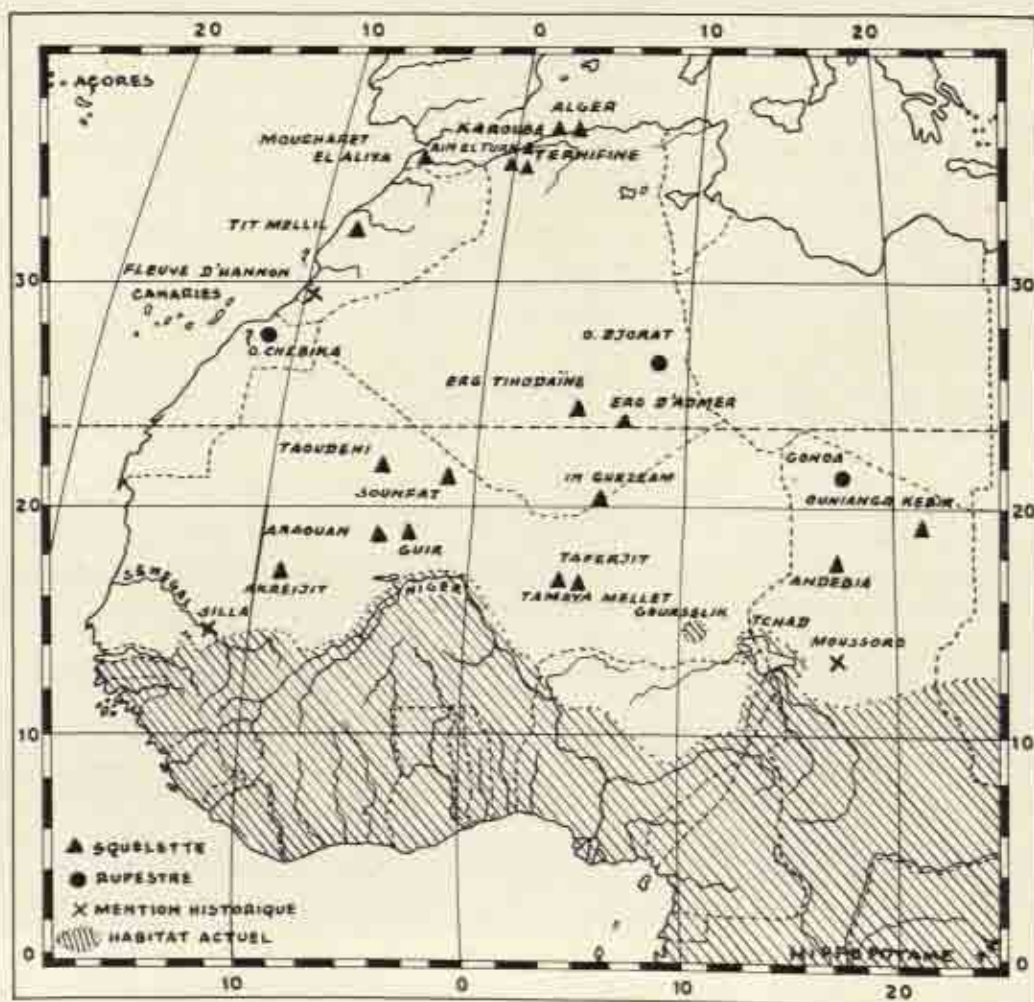 20 10 0 10 20
AÇORES
ALGER
KAROUBA
MOUGHARET
EL ALIYA
TERNIFINE
TIT MELLIL
FLEUVE D'HANNON
30 30
CANARIES
?
O. DJORAT
? O. CHEBIKA
ERG TIHODAÏNE
ERG D'ADMER
TAOUDENI
GONOA
SOUNFAT
IN GUEZZAM
OUNIANGO KEBIR
20 20
ARAOUAN
GUIR
TAFERJIT
AKREIJIT
ANDEBIA
SENEGAL
NIGER
TAMAYA MELLET
SILLA
GOURSELIK
TCHAD
MOUSSORO
10 10
SQUELETTE
RUPESTRE
MENTION HISTORIQUE
HABITAT ACTUEL
HIPPOPOTAME
0 0
10 0 10 20